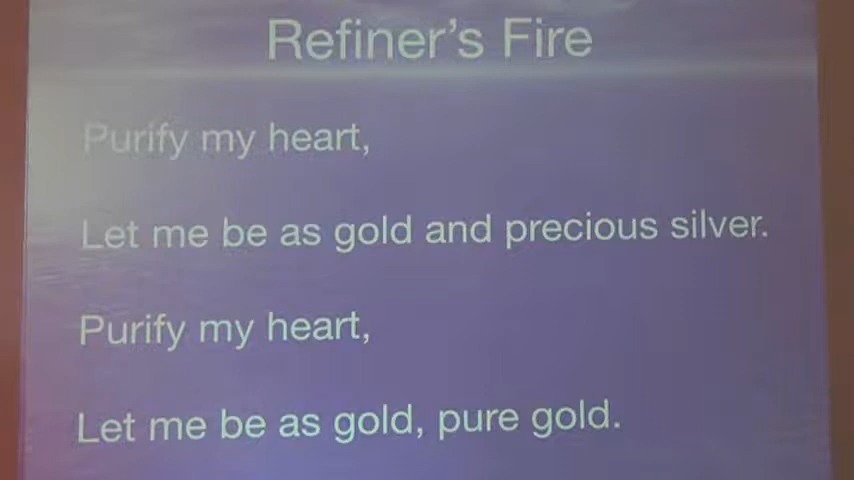 Refiner's Fire
Purify my heart,
Let me be as gold and precious silver.
Purify my heart,
Let me be as gold, pure gold.